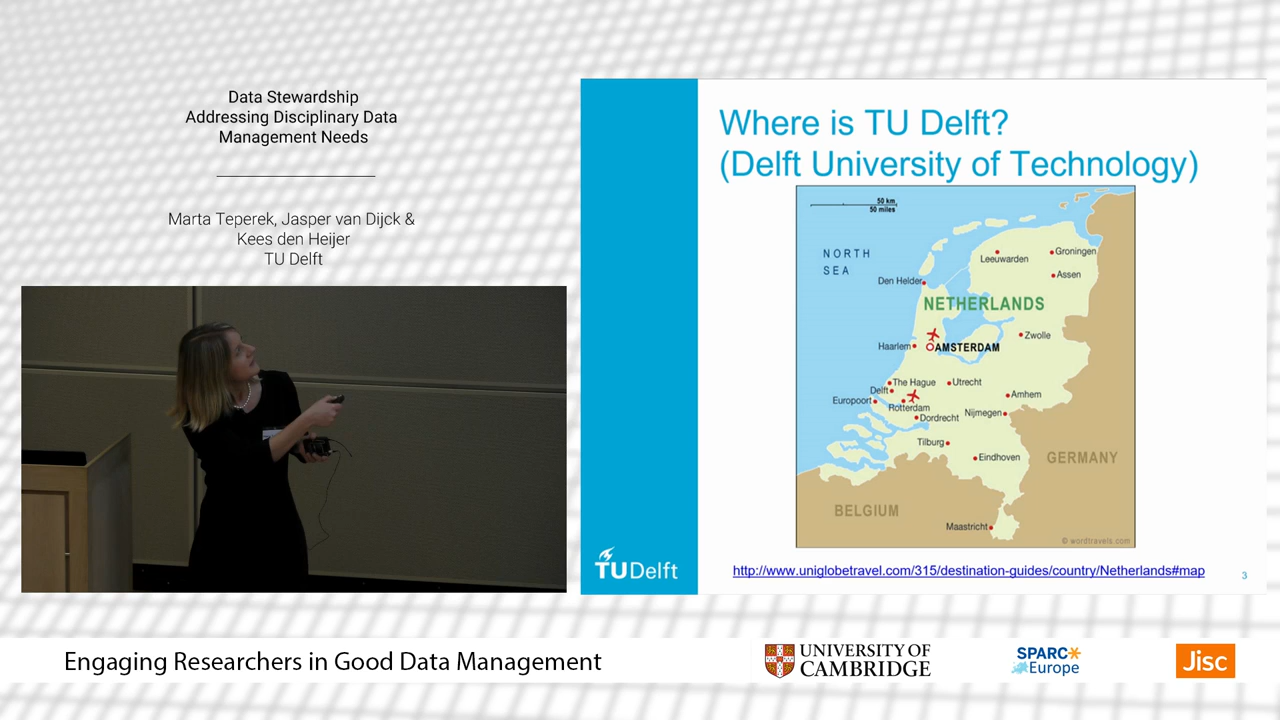 Data Stewardship
Addressing Disciplinary Data
Management Needs
Marta Teperek, Jasper van Dijck &
Kees den Heijer
TU Delft
Where is TU Delft?
(Delft University of Technology)
50 km
50 miles
NORTH
SEA
Leeuwarden
Groningen
Assen
Den Helder
NETHERLANDS
Zwolle
Haarlem
AMSTERDAM
The Hague
Utrecht
Delft
Arnhem
Europoort
Rotterdam
Nijmegen
Dordrecht
Tilburg
Eindhoven
GERMANY
BELGIUM
Maastricht
© wordtravels.com
TUDelft
http://www.uniglobetravel.com/315/destination-guides/country/Netherlands#map
3
Engaging Researchers in Good Data Management
UNIVERSITY OF
CAMBRIDGE
SPARC
Europe
Jisc